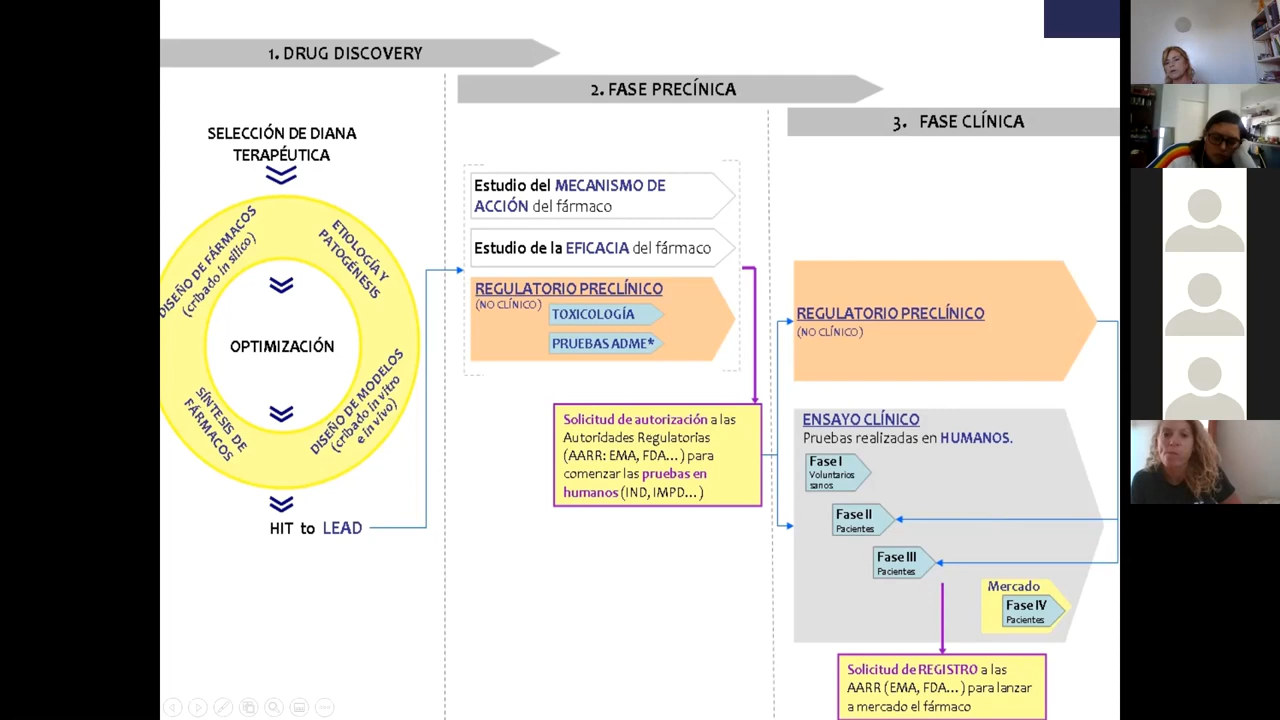 1. DRUG DISCOVERY
2. FASE PRECÍNICA
3. FASE CLÍNICA
SELECCIÓN DE DIANA
TERAPÉUTICA
DISEÑO DE FÁRMACOS
(cribado in silico)
ETIOLOGÍA Y
PATOGÉNESIS
OPTIMIZACIÓN
SÍNTESIS DE
FÁRMACOS
DISEÑO DE MODELOS
(cribado in vitro
e in vivo)
HIT to LEAD
Estudio del MECANISMO DE
ACCIÓN del fármaco
Estudio de la EFICACIA del fármaco
REGULATORIO PRECLÍNICO
(NO CLÍNICO)
TOXICOLOGÍA
PRUEBAS ADME*
Solicitud de autorización a las
Autoridades Regulatorias
(AARR: EMA, FDA...) para
comenzar las pruebas en
humanos (IND, IMPD...)
REGULATORIO PRECLÍNICO
(NO CLÍNICO)
ENSAYO CLÍNICO
Pruebas realizadas en HUMANOS.
Fase I
Voluntarios
sanos
Fase II
Pacientes
Fase III
Pacientes
Mercado
Fase IV
Pacientes
Solicitud de REGISTRO a las
AARR (EMA, FDA...) para lanzar
a mercado el fármaco